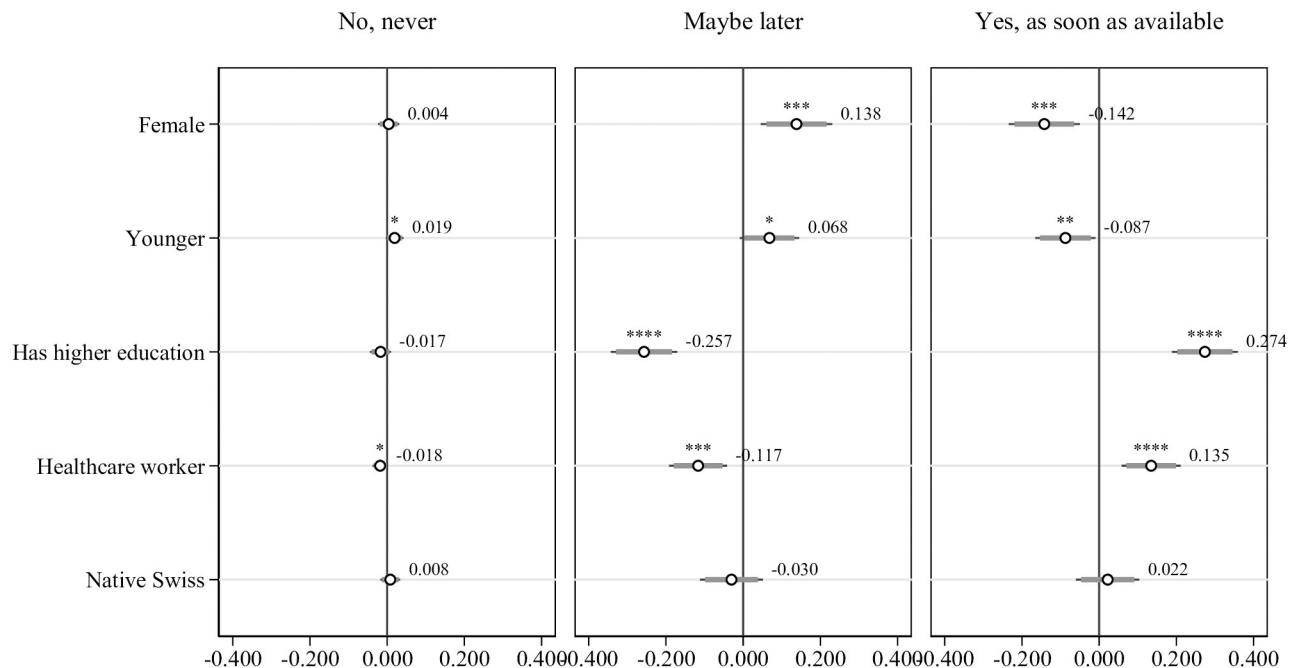 No, never Maybe later Yes, as soon as available
*** ***
Female 0.004 0.138 -0.142
* * **
Younger 0.019 0.068 -0.087
**** ****
Has higher education -0.017 -0.257 0.274
* *** ****
Healthcare worker -0.018 -0.117 0.135
Native Swiss 0.008 -0.030 0.022
-0.400 -0.200 0.000 0.200 0.400 -0.400 -0.200 0.000 0.200 0.400 -0.400 -0.200 0.000 0.200 0.400